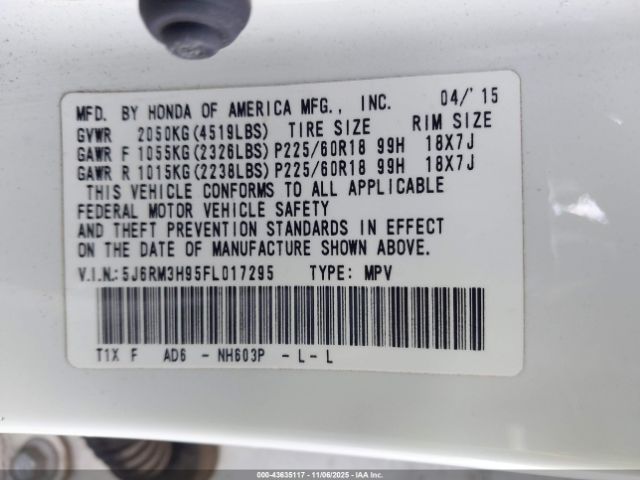 MFD. BY HONDA OF AMERICA MFG., INC. 04/'15
GVWR 2050KG(4519LBS) TIRE SIZE RIM SIZE
GAWR F 1055KG(2326LBS) P225/60R18 99H 18X7J
GAWR R 1015KG(2238LBS) P225/60R18 99H 18X7J
THIS VEHICLE CONFORMS TO ALL APPLICABLE
FEDERAL MOTOR VEHICLE SAFETY
AND THEFT PREVENTION STANDARDS IN EFFECT
ON THE DATE OF MANUFACTURE SHOWN ABOVE.
V.I.N.: 5J6RM3H95FL017295 TYPE: MPV
T1X F AD6 - NH603P - L - L
000-43635117 - 11/06/2025 - IAA Inc.